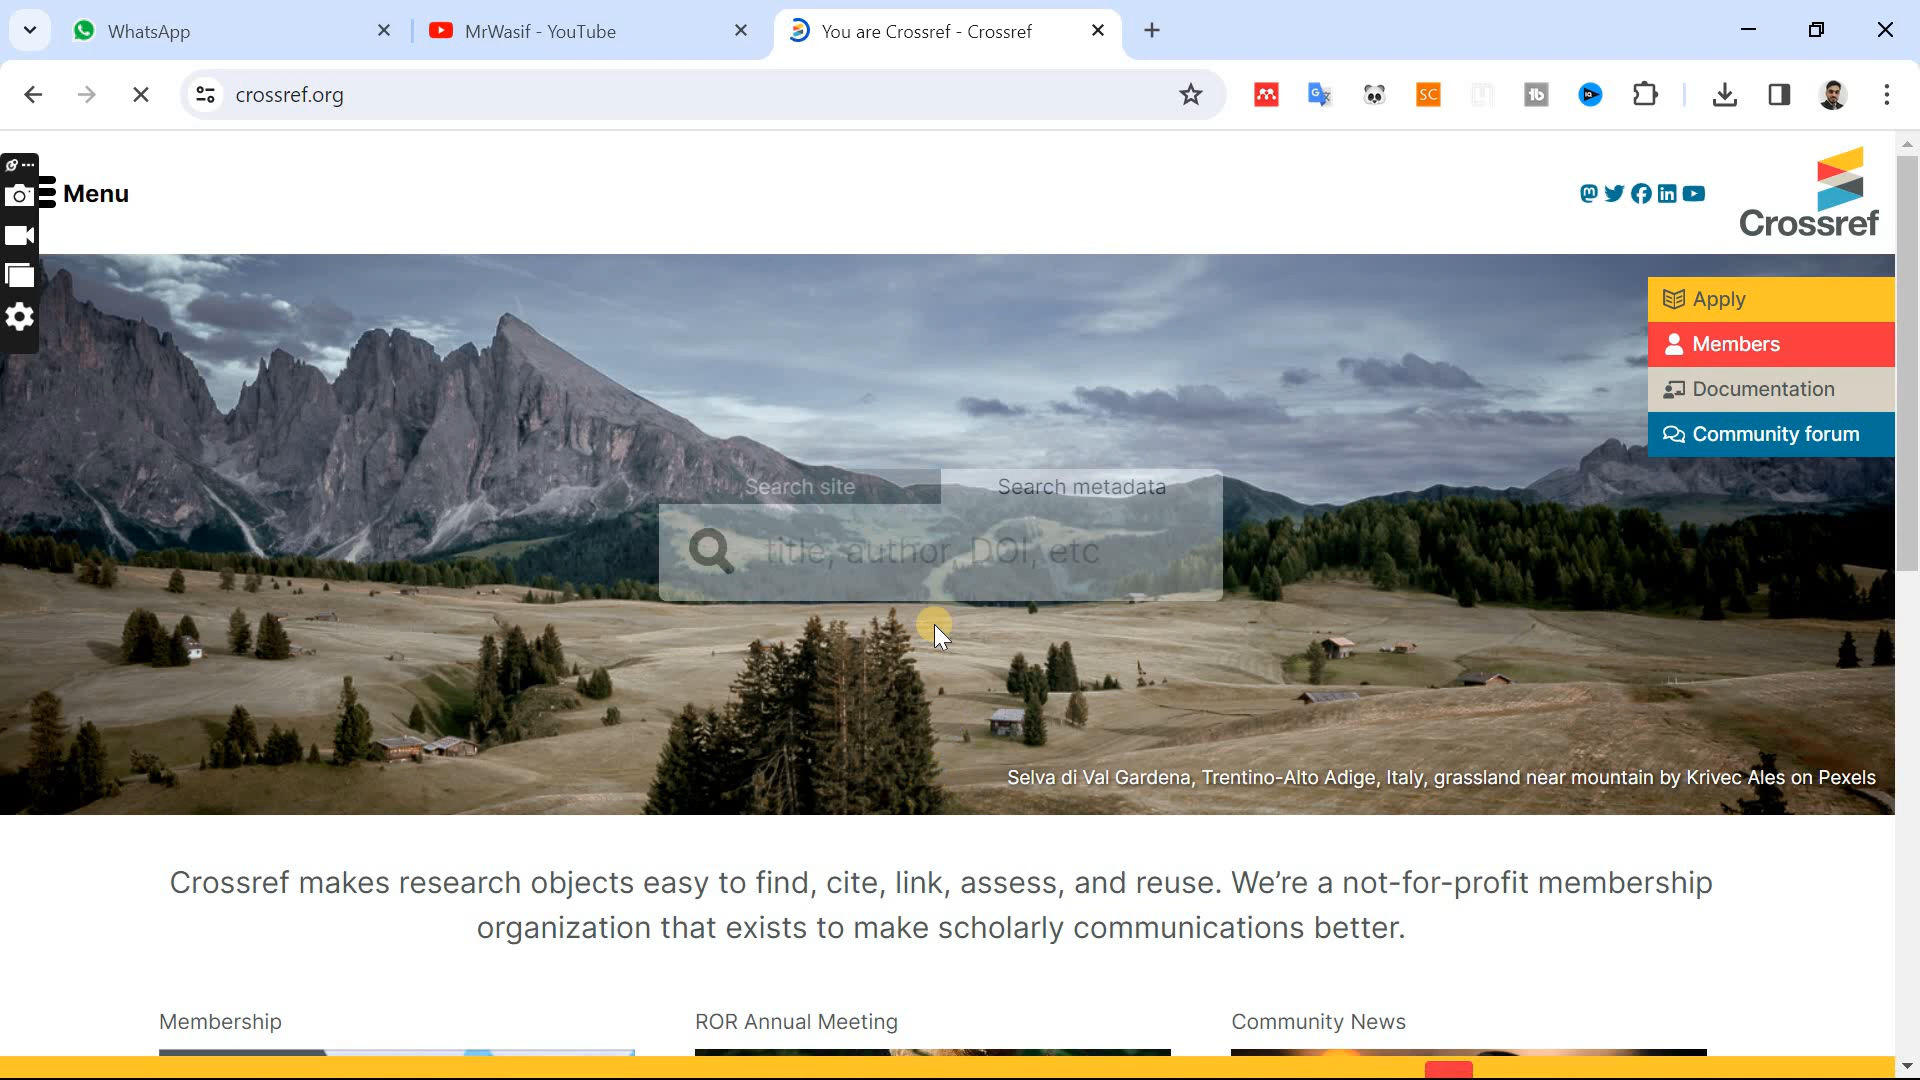 WhatsApp
MrWasif - YouTube
You are Crossref - Crossref
crossref.org
SC
Menu
Crossref
Apply
Members
Documentation
Community forum
Search site
Search metadata
title, author, DOI, etc
Selva di Val Gardena, Trentino-Alto Adige, Italy, grassland near mountain by Krivec Ales on Pexels
Crossref makes research objects easy to find, cite, link, assess, and reuse. We’re a not-for-profit membership
organization that exists to make scholarly communications better.
Membership
ROR Annual Meeting
Community News